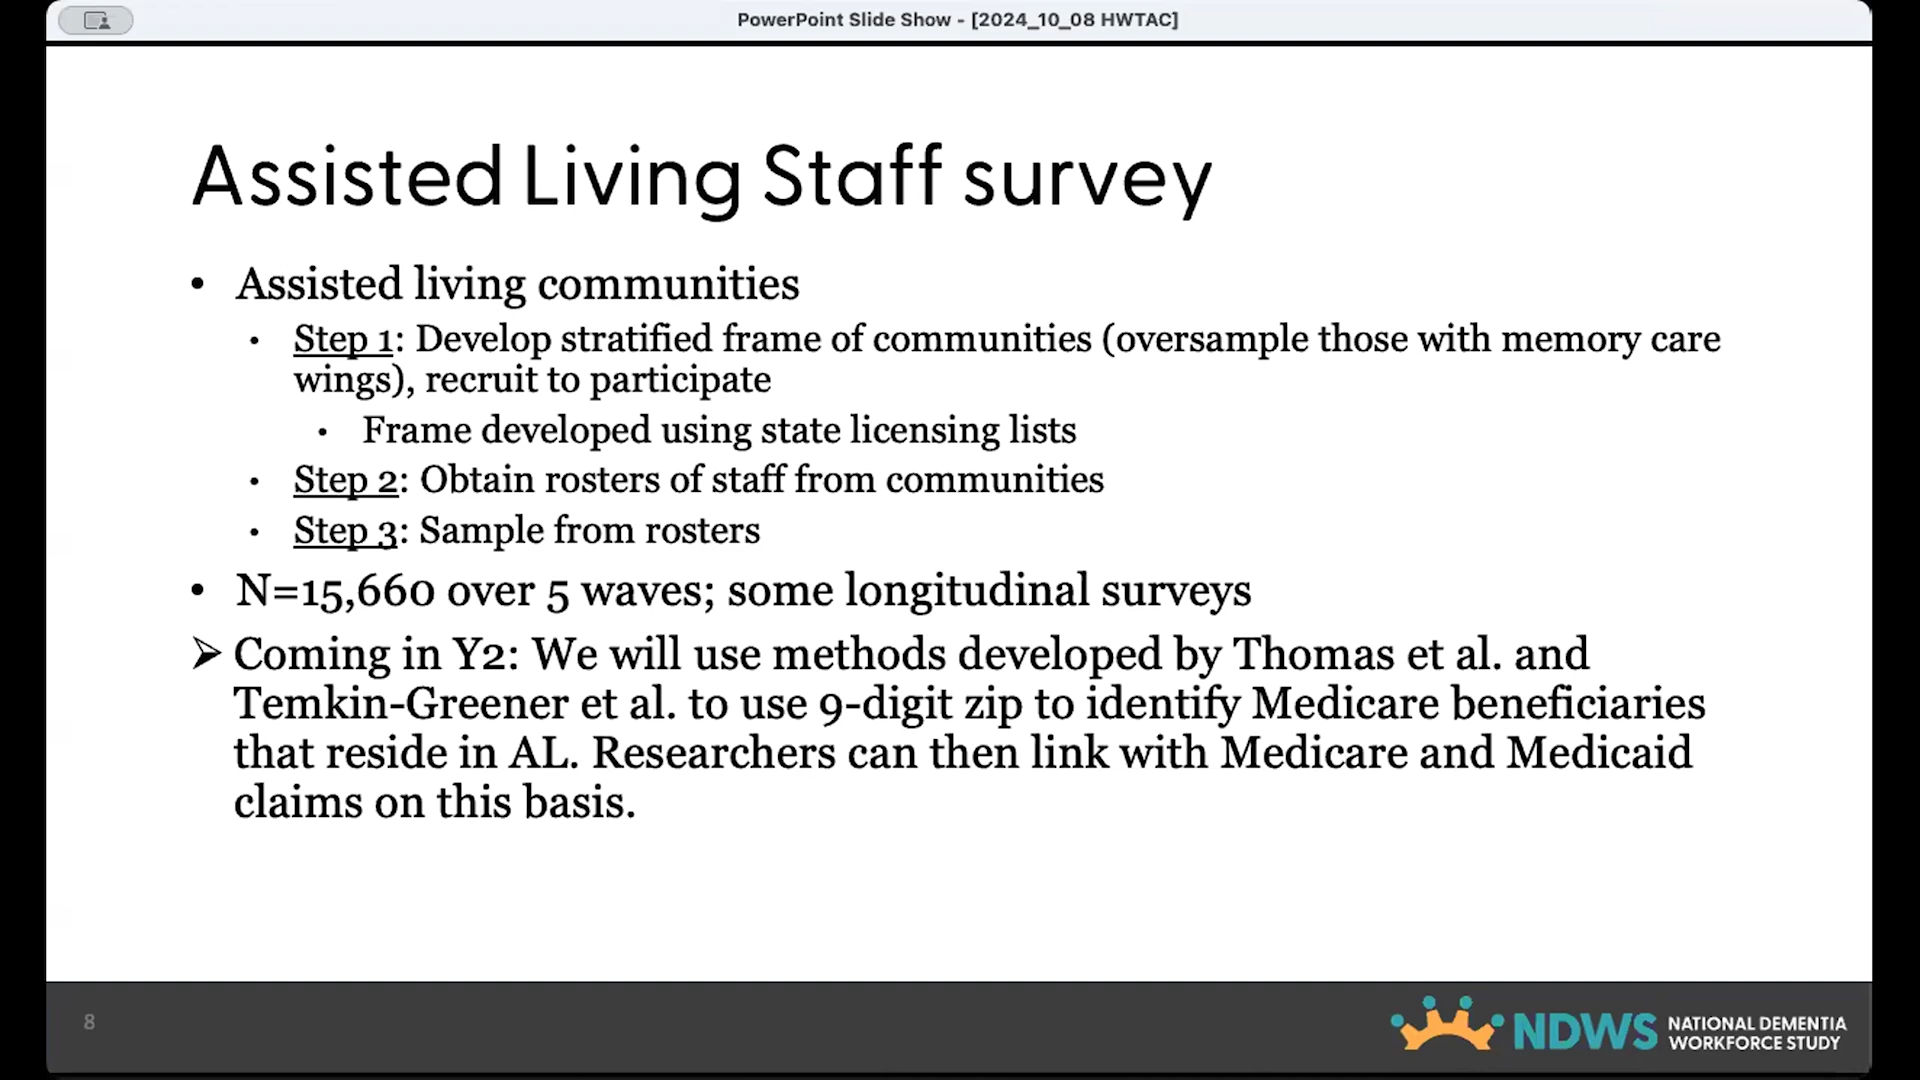 PowerPoint Slide Show - [2024_10_08 HWTAC]
Assisted Living Staff survey
• Assisted living communities
• Step 1: Develop stratified frame of communities (oversample those with memory care
wings), recruit to participate
• Frame developed using state licensing lists
• Step 2: Obtain rosters of staff from communities
• Step 3: Sample from rosters
• N=15,660 over 5 waves; some longitudinal surveys
➢ Coming in Y2: We will use methods developed by Thomas et al. and
Temkin-Greener et al. to use 9-digit zip to identify Medicare beneficiaries
that reside in AL. Researchers can then link with Medicare and Medicaid
claims on this basis.
8
NDWS
NATIONAL DEMENTIA
WORKFORCE STUDY